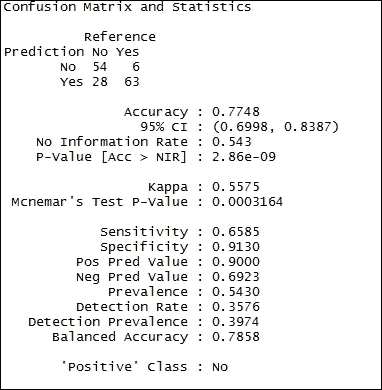 Confusion Matrix and Statistics
Reference
Prediction No Yes
No 54 6
Yes 28 63
Accuracy : 0.7748
95% CI : (0.6998, 0.8387)
No Information Rate : 0.543
P-Value [Acc > NIR] : 2.86e-09
Kappa : 0.5575
Mcnemar's Test P-Value : 0.0003164
Sensitivity : 0.6585
Specificity : 0.9130
Pos Pred Value : 0.9000
Neg Pred Value : 0.6923
Prevalence : 0.5430
Detection Rate : 0.3576
Detection Prevalence : 0.3974
Balanced Accuracy : 0.7858
'Positive' Class : No